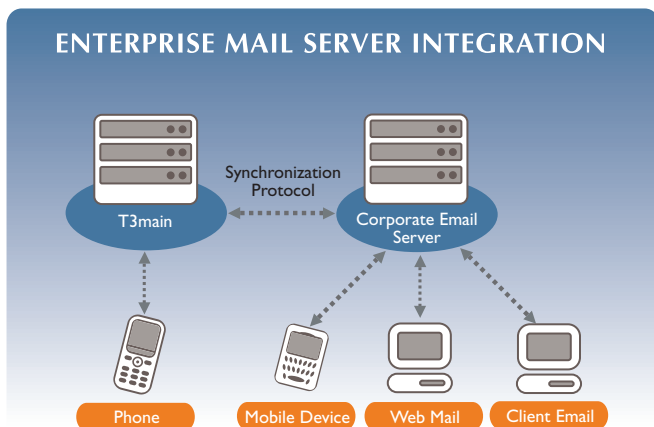 ENTERPRISE MAIL SERVER INTEGRATION
Synchronization
Protocol
T3main
Corporate Email
Server
Phone
Mobile Device
Web Mail
Client Email